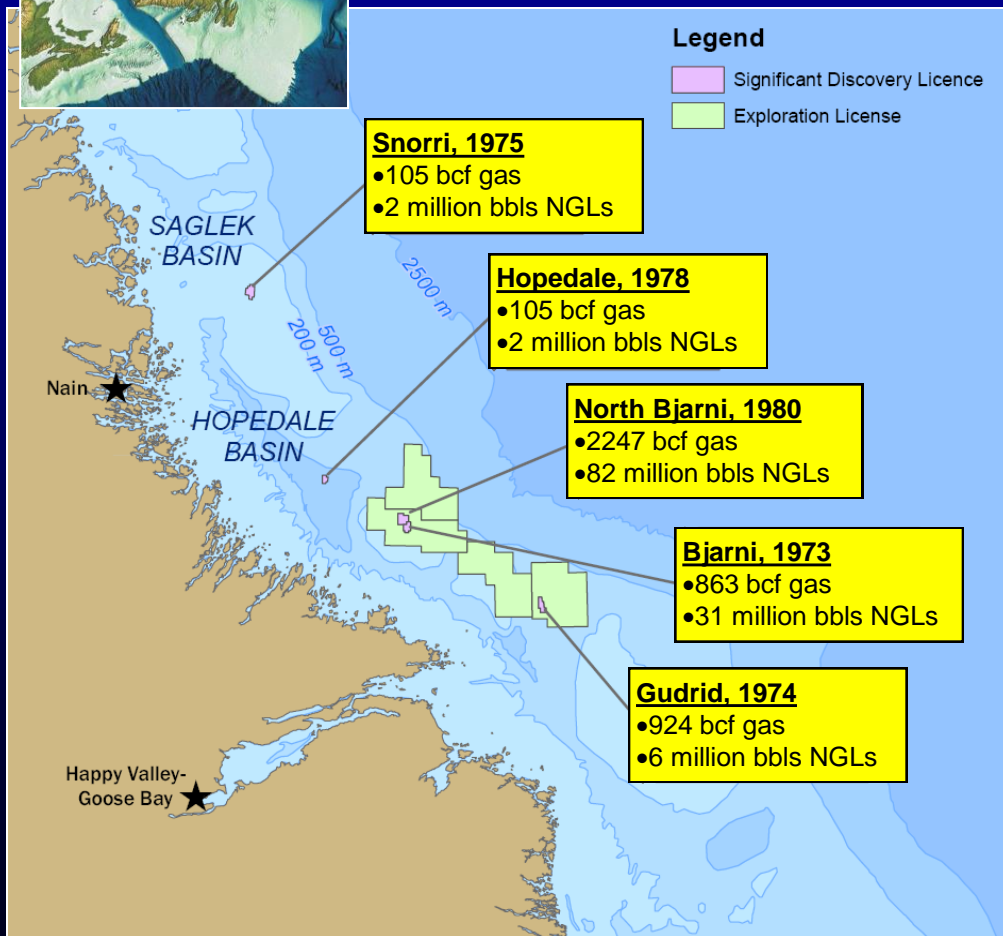 Legend
Significant Discovery Licence
Exploration License
Snorri, 1975
•105 bcf gas
•2 million bbls NGLs
SAGLEK
BASIN
2500 m
Hopedale, 1978
•105 bcf gas
•2 million bbls NGLs
500 m
200 m
Nain
HOPEDALE
BASIN
North Bjarni, 1980
•2247 bcf gas
•82 million bbls NGLs
Bjarni, 1973
•863 bcf gas
•31 million bbls NGLs
Gudrid, 1974
•924 bcf gas
•6 million bbls NGLs
Happy Valley-
Goose Bay